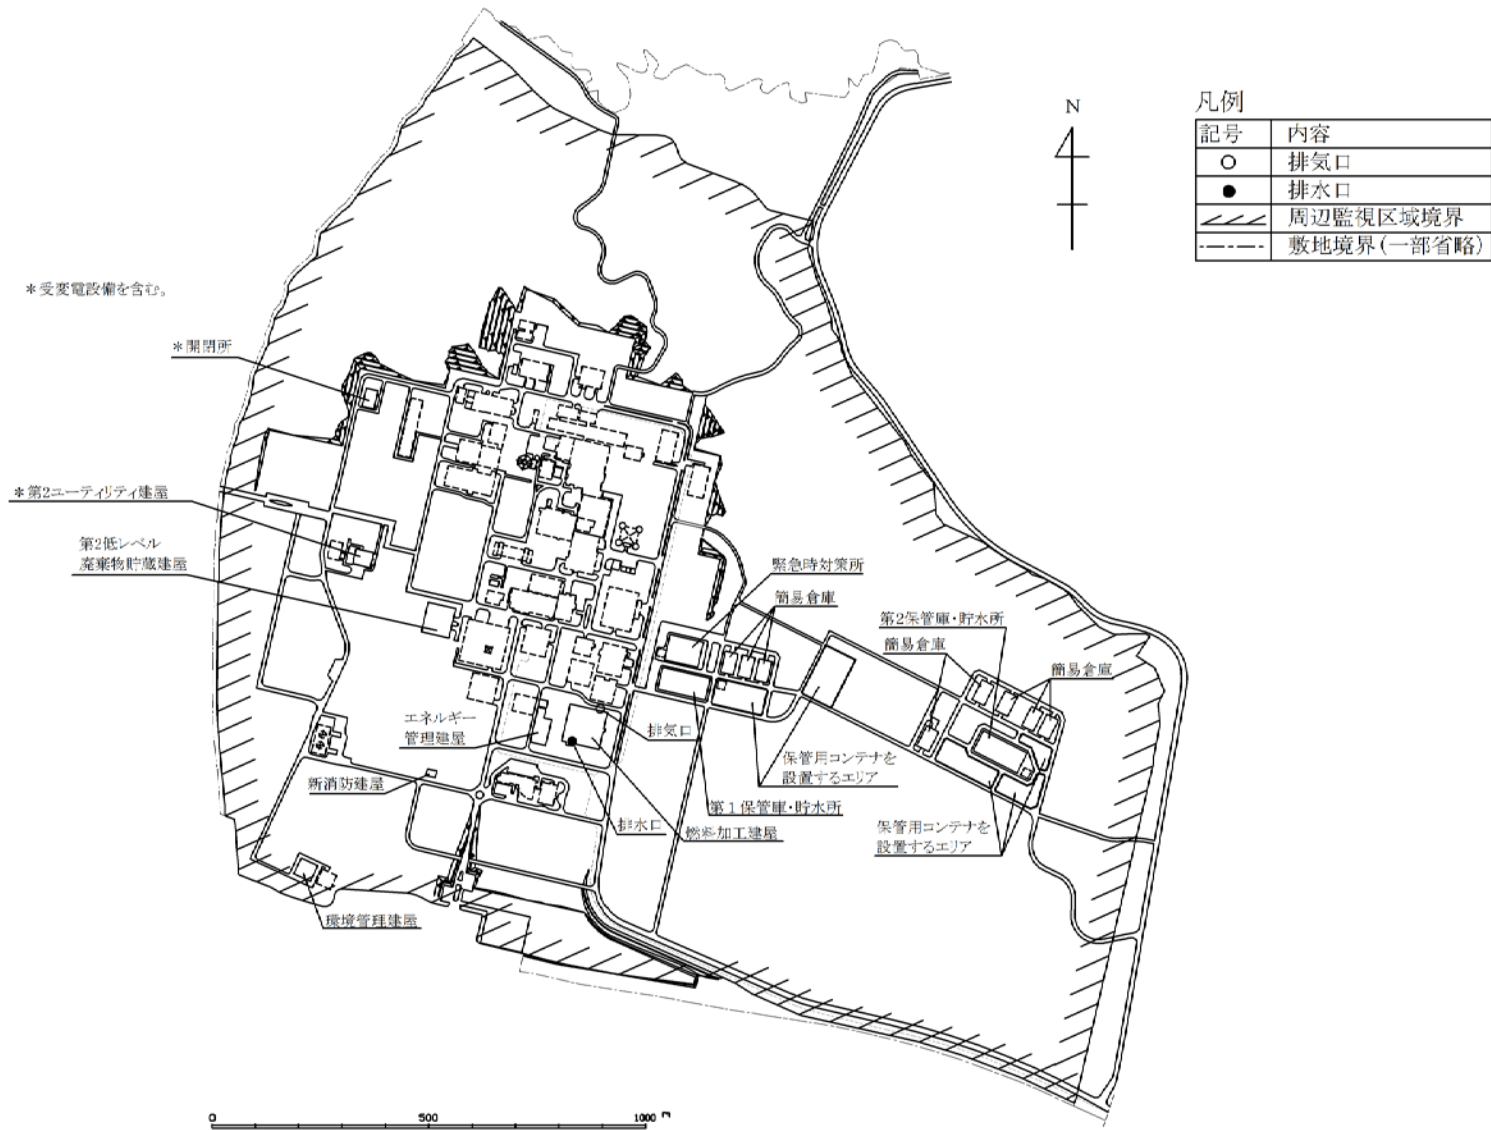 N
凡例
記号 内容
排気口
排水口
周辺監視区域境界
敷地境界(一部省略)
*受変電設備を含む。
*開閉所
*第2ユーティリティ建屋
第2低レベル
廃棄物貯蔵建屋
緊急時対策所
簡易倉庫
第2保管庫・貯水所
簡易倉庫
簡易倉庫
エネルギー
管理建屋
排気口
保管用コンテナを
設置するエリア
新消防建屋
第1保管庫・貯水所
排水口
燃料加工建屋
保管用コンテナを
設置するエリア
環境管理建屋
0 500 1000 m